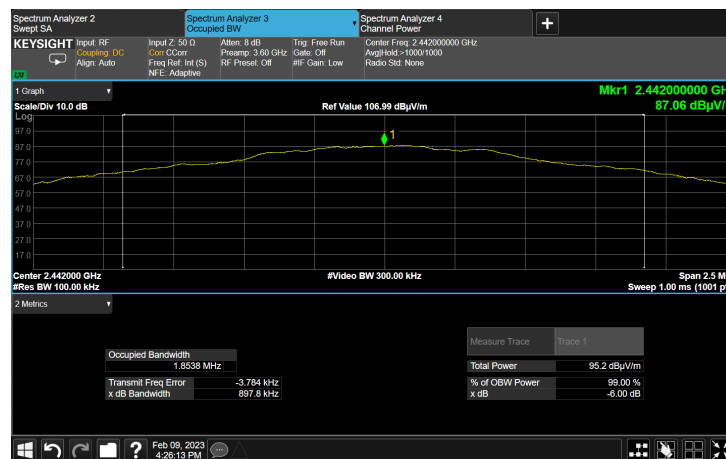 Spectrum Analyzer 2
Swept SA
Spectrum Analyzer 3
Occupied BW
Spectrum Analyzer 4
Channel Power
KEYSIGHT
Input: RF
Coupling: DC
Align: Auto
Input Z: 50 Ω
Corr CCorr
Freq Ref: Int (S)
NFE: Adaptive
Atten: 8 dB
Preamp: 3.60 GHz
RF Presel: Off
Trig: Free Run
Gate: Off
#IF Gain: Low
Center Freq: 2.442000000 GHz
Avg|Hold:>1000/1000
Radio Std: None
LXI
1 Graph
Mkr1 2.442000000 GH
Scale/Div 10.0 dB
Ref Value 106.99 dBµV/m
87.06 dBµV/
Log
97.0
87.0
77.0
67.0
57.0
47.0
37.0
27.0
17.0
1
Center 2.44200 GHz
#Video BW 300.00 kHz
Span 2.5 M
#Res BW 100.00 kHz
Sweep 1.00 ms (1001 p
2 Metrics
Measure Trace
Trace 1
Occupied Bandwidth
1.8538 MHz
Total Power
95.2 dBµV/m
Transmit Freq Error
-3.784 kHz
% of OBW Power
99.00 %
x dB Bandwidth
897.8 kHz
x dB
-6.00 dB
Feb 09, 2023
4:26:13 PM